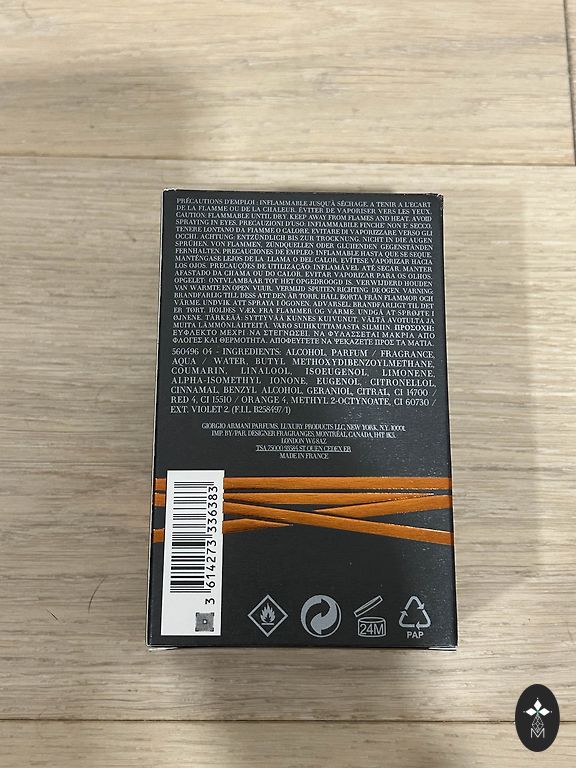 PRÉCAUTIONS D'EMPLOI : INFLAMMABLE JUSQU'À SÉCHAGE. A TENIR A L'ECART
DE LA FLAMME OU DE LA CHALEUR. ÉVITER DE VAPORISER VERS LES YEUX.
CAUTION: FLAMMABLE UNTIL DRY. KEEP AWAY FROM FLAMES AND HEAT. AVOID
SPRAYING IN EYES. PRECAUZIONI D'USO: INFIAMMABILE FINCHE' NON E' SECCO.
TENERE LONTANO DA FIAMME O CALORE. EVITARE DI VAPORIZZARE VERSO GLI
OCCHI. ACHTUNG: ENTZÜNDLICH BIS ZUR TROCKNUNG. NICHT IN DIE AUGEN
SPRÜHEN. VON FLAMMEN, ZÜNDQUELLEN ODER GLÜHENDEN GEGENSTÄNDEN
FERNHALTEN. PRECAUCIONES DE EMPLEO: INFLAMABLE HASTA QUE SE SEQUE.
MANTÉNGASE LEJOS DE LA LLAMA O DEL CALOR. EVÍTESE VAPORIZAR HACIA
LOS OJOS. PRECAUÇÕES DE UTILIZAÇÃO: INFLAMÁVEL ATÉ SECAR. MANTER
AFASTADO DA CHAMA OU DO CALOR. EVITAR VAPORIZAR PARA OS OLHOS.
OPGELET: ONTVLAMBAAR TOT HET OPGEDROOGD IS. VERWIJDERD HOUDEN
VAN WARMTE EN OPEN VUUR. VERMIJD SPUITEN RICHTING DE OGEN. VARNING:
BRANDFARLIG TILL DESS ATT DEN ÄR TORR. HÅLL BORTA FRÅN FLAMMOR OCH
VÄRME. UNDVIK ATT SPRAYA I ÖGONEN. ADVARSEL: BRANDFARLIGT TIL DET
ER TØRT. HOLDES VÆK FRA FLAMMER OG VARME. UNDGÅ AT SPRØJTE I
ØJNENE. TÄRKEÄÄ: SYTTYVÄÄ KUNNES KUIVUNUT. VÄLTÄ AVOTULTA JA
MUITA LÄMMÖNLÄHTEITÄ. VARO SUIHKUTTAMASTA SILMIIN. ΠΡΟΣΟΧΗ:
ΕΥΦΛΕΚΤΟ ΜΕΧΡΙ ΝΑ ΣΤΕΓΝΩΣΕΙ. ΝΑ ΦΥΛΑΣΣΕΤΑΙ ΜΑΚΡΙΑ ΑΠΟ
ΦΛΟΓΕΣ ΚΑΙ ΘΕΡΜΟΤΗΤΑ. ΑΠΟΦΕΥΓΕΤΕ ΝΑ ΨΕΚΑΖΕΤΕ ΠΡΟΣ ΤΑ ΜΑΤΙΑ.
560496 04 - INGREDIENTS: ALCOHOL, PARFUM / FRAGRANCE,
AQUA / WATER, BUTYL METHOXYDIBENZOYLMETHANE,
COUMARIN, LINALOOL, ISOEUGENOL, LIMONENE,
ALPHA-ISOMETHYL IONONE, EUGENOL, CITRONELLOL,
CINNAMAL, BENZYL ALCOHOL, GERANIOL, CITRAL, CI 14700 /
RED 4, CI 15510 / ORANGE 4, METHYL 2-OCTYNOATE, CI 60730 /
EXT. VIOLET 2. (F.I.L. B258497/1)
GIORGIO ARMANI PARFUMS, LUXURY PRODUCTS LLC, NEW YORK, N.Y. 10001.
IMP. BY/PAR. DESIGNER FRAGRANCES, MONTRÉAL, CANADA, H4T 1K5.
LONDON W6 8AZ
TSA 75000 93584 ST OUEN CEDEX FR
MADE IN FRANCE
3 614273 336383
24M
PAP
M